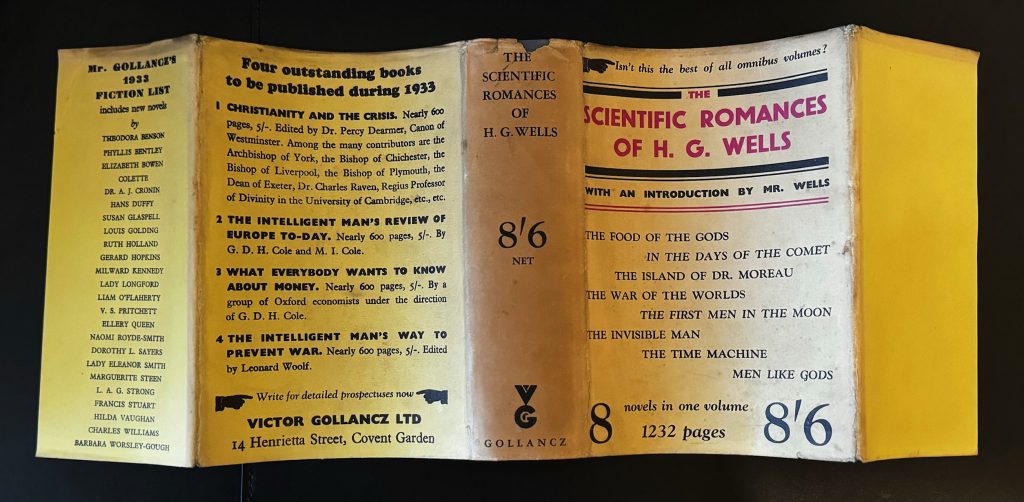 Mr. GOLLANCZ'S
1933
FICTION LIST
includes new novels
by
THEODORA BENSON
PHYLLIS BENTLEY
ELIZABETH BOWEN
COLETTE
DR. A. J. CRONIN
HANS DUFFY
SUSAN GLASPELL
LOUIS GOLDING
RUTH HOLLAND
GERARD HOPKINS
MILWARD KENNEDY
LADY LONGFORD
LIAM O'FLAHERTY
V. S. PRITCHETT
ELLERY QUEEN
NAOMI ROYDE-SMITH
DOROTHY L. SAYERS
LADY ELEANOR SMITH
MARGUERITE STEEN
L. A. G. STRONG
FRANCIS STUART
HILDA VAUGHAN
CHARLES WILLIAMS
BARBARA WORSLEY-GOUGH
Four outstanding books
to be published during 1933
1 CHRISTIANITY AND THE CRISIS. Nearly 600
pages, 5/-. Edited by Dr. Percy Dearmer, Canon of
Westminster. Among the many contributors are the
Archbishop of York, the Bishop of Chichester, the
Bishop of Liverpool, the Bishop of Plymouth, the
Dean of Exeter, Dr. Charles Raven, Regius Professor
of Divinity in the University of Cambridge, etc., etc.
2 THE INTELLIGENT MAN'S REVIEW OF
EUROPE TO-DAY. Nearly 600 pages, 5/-. By
G. D. H. Cole and M. I. Cole.
3 WHAT EVERYBODY WANTS TO KNOW
ABOUT MONEY. Nearly 600 pages, 5/-. By a
group of Oxford economists under the direction
of G. D. H. Cole.
4 THE INTELLIGENT MAN'S WAY TO
PREVENT WAR. Nearly 600 pages, 5/-. Edited
by Leonard Woolf.
Write for detailed prospectuses now
VICTOR GOLLANCZ LTD
14 Henrietta Street, Covent Garden
THE
SCIENTIFIC
ROMANCES
OF
H. G. WELLS
8'6
NET
VG
GOLLANCZ
Isn't this the best of all omnibus volumes?
THE
SCIENTIFIC ROMANCES
OF H. G. WELLS
WITH AN INTRODUCTION BY MR. WELLS
THE FOOD OF THE GODS
IN THE DAYS OF THE COMET
THE ISLAND OF DR. MOREAU
THE WAR OF THE WORLDS
THE FIRST MEN IN THE MOON
THE INVISIBLE MAN
THE TIME MACHINE
MEN LIKE GODS
8 novels in one volume 8'6
1232 pages